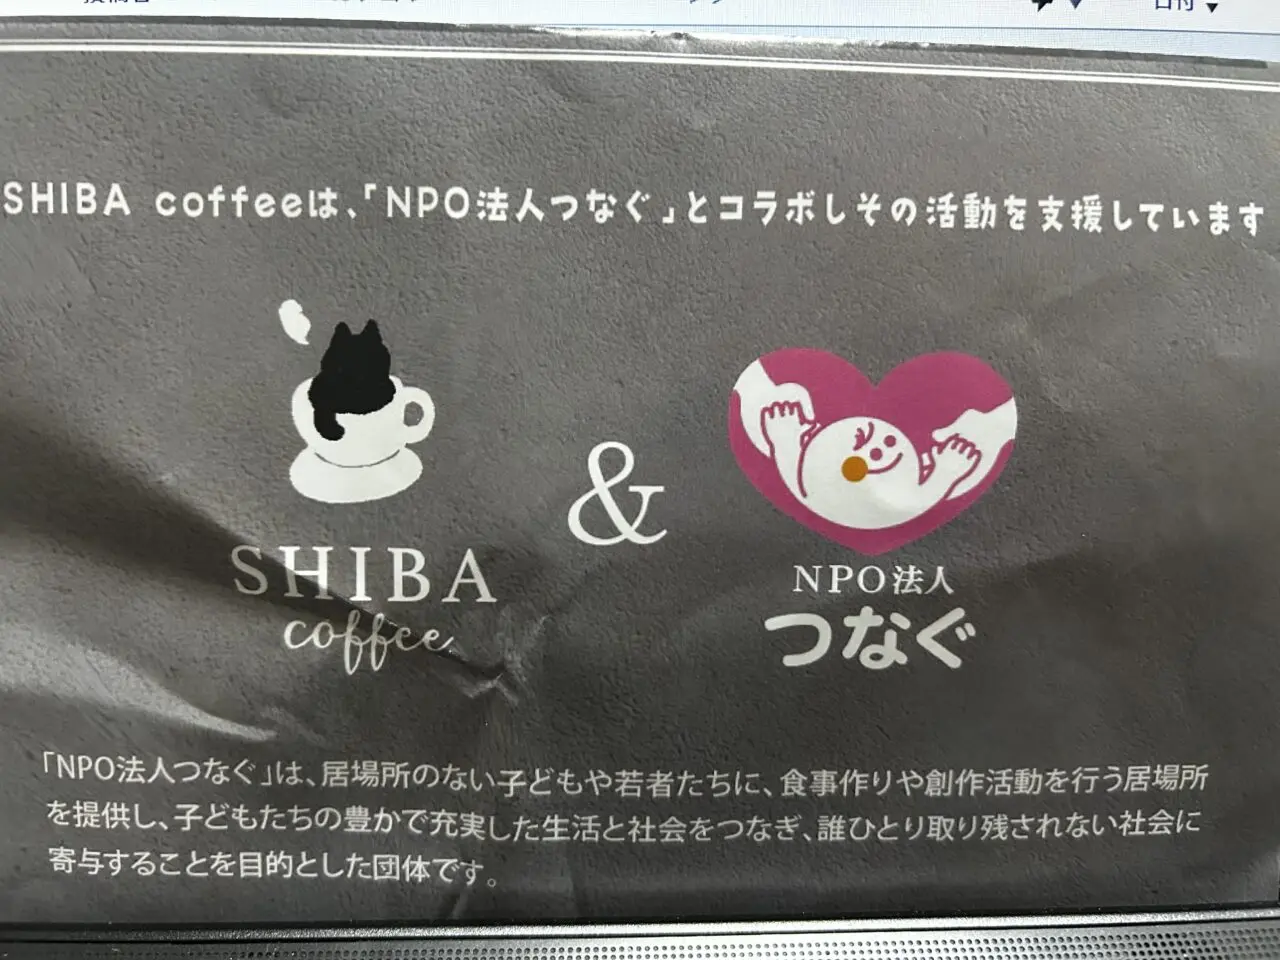 日付 ▼
SHIBA coffeeは、「NPO法人つなぐ」とコラボしその活動を支援しています
SHIBA
coffee
&
NPO法人
つなぐ
「NPO法人つなぐ」は、居場所のない子どもや若者たちに、食事作りや創作活動を行う居場所
を提供し、子どもたちの豊かで充実した生活と社会をつなぎ、誰ひとり取り残されない社会に
寄与することを目的とした団体です。